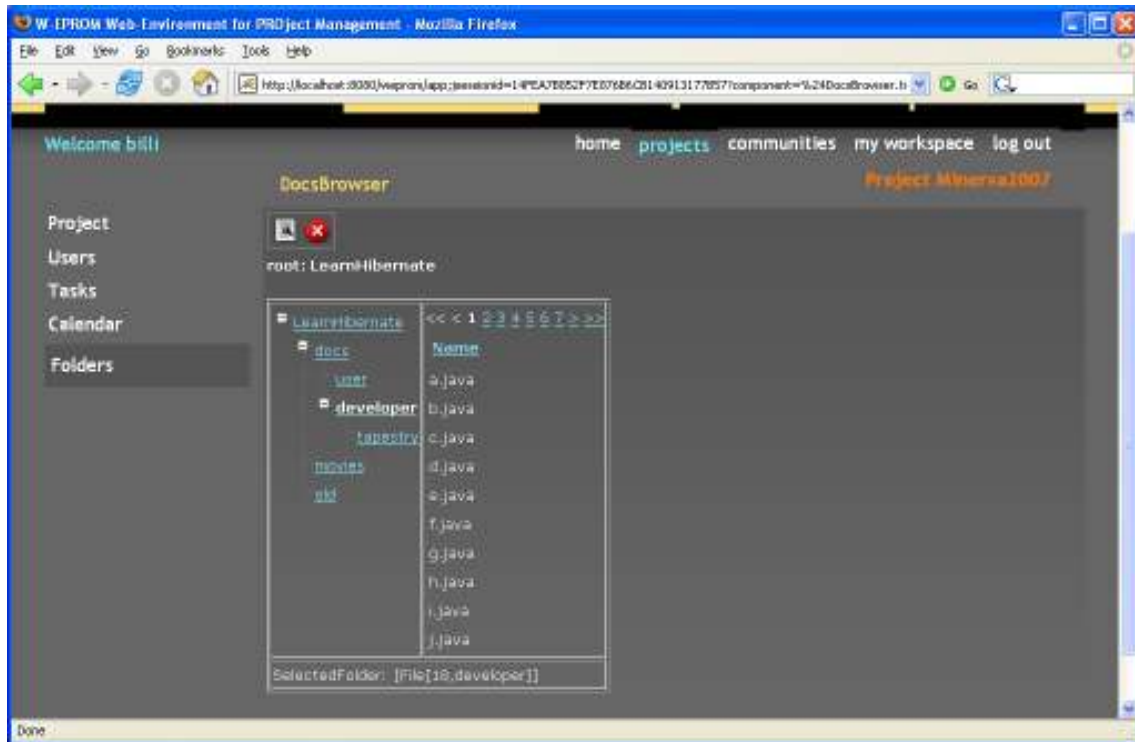 W-EPROM Web-Environment for PROject Management - Mozilla Firefox
File Edit View Go Bookmarks Tools Help
Go
Welcome billi
home projects communities my workspace log out
DocsBrowser
Project Minerva2007
Project
Users
Tasks
Calendar
Folders
root: LearnHibernate
LearnHibernate
docs
user
developer
tapestry
movies
old
<< < 1 2 3 4 5 6 7 > >>
Name
a.java
b.java
c.java
d.java
e.java
f.java
g.java
h.java
i.java
j.java
SelectedFolder: [File[18,developer]]
Done